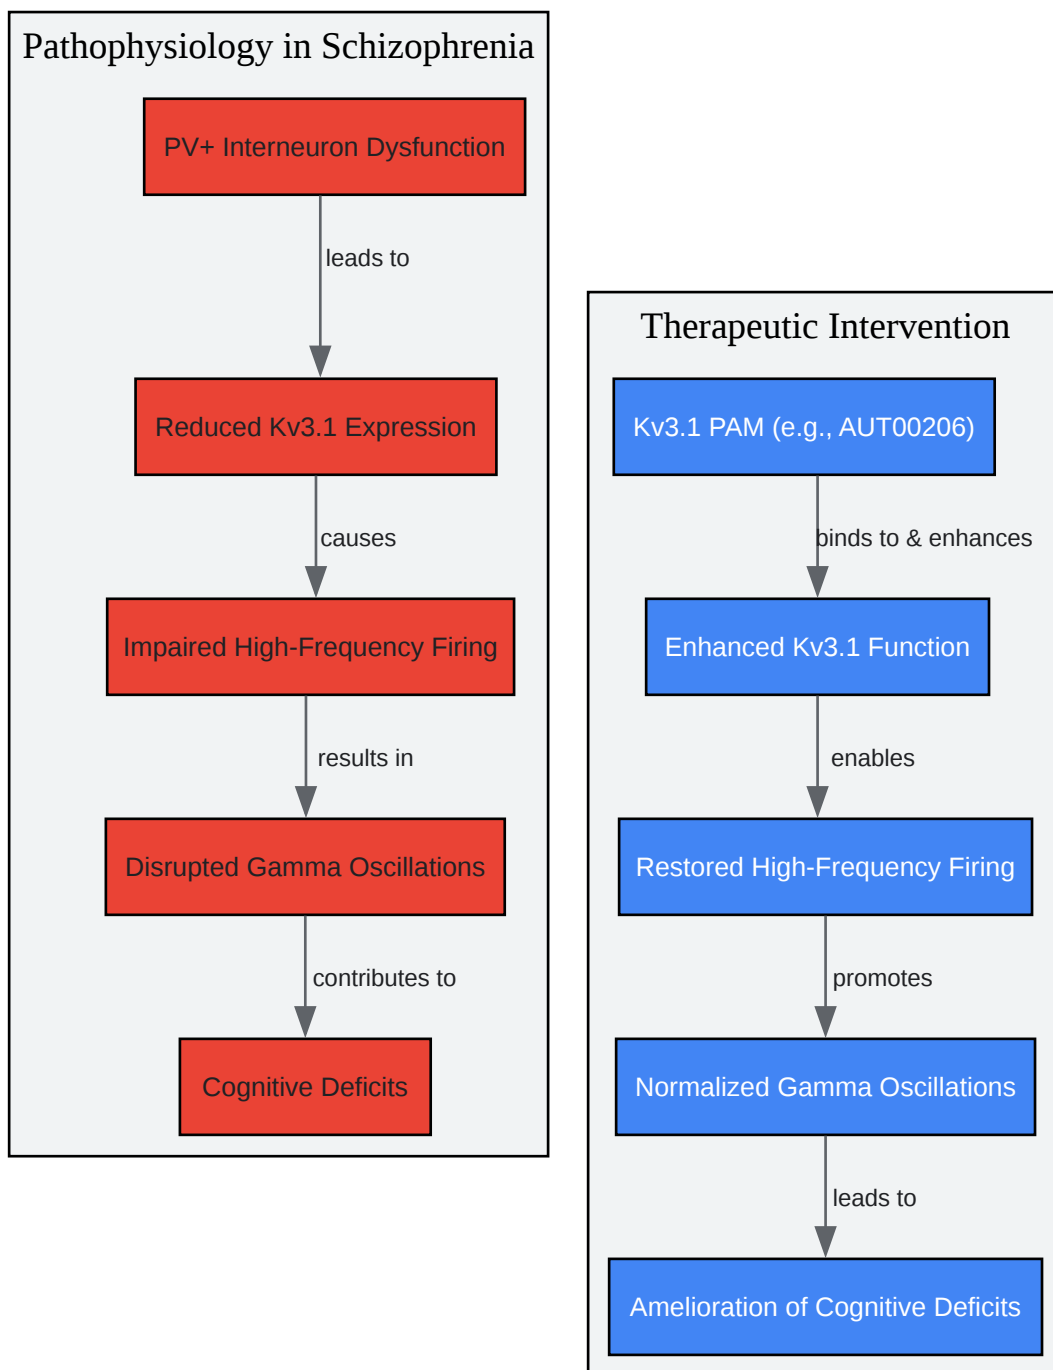 Pathophysiology in Schizophrenia
PV+ Interneuron Dysfunction
leads to
Reduced Kv3.1 Expression
causes
Impaired High-Frequency Firing
results in
Disrupted Gamma Oscillations
contributes to
Cognitive Deficits
Therapeutic Intervention
Kv3.1 PAM (e.g., AUT00206)
binds to & enhances
Enhanced Kv3.1 Function
enables
Restored High-Frequency Firing
promotes
Normalized Gamma Oscillations
leads to
Amelioration of Cognitive Deficits